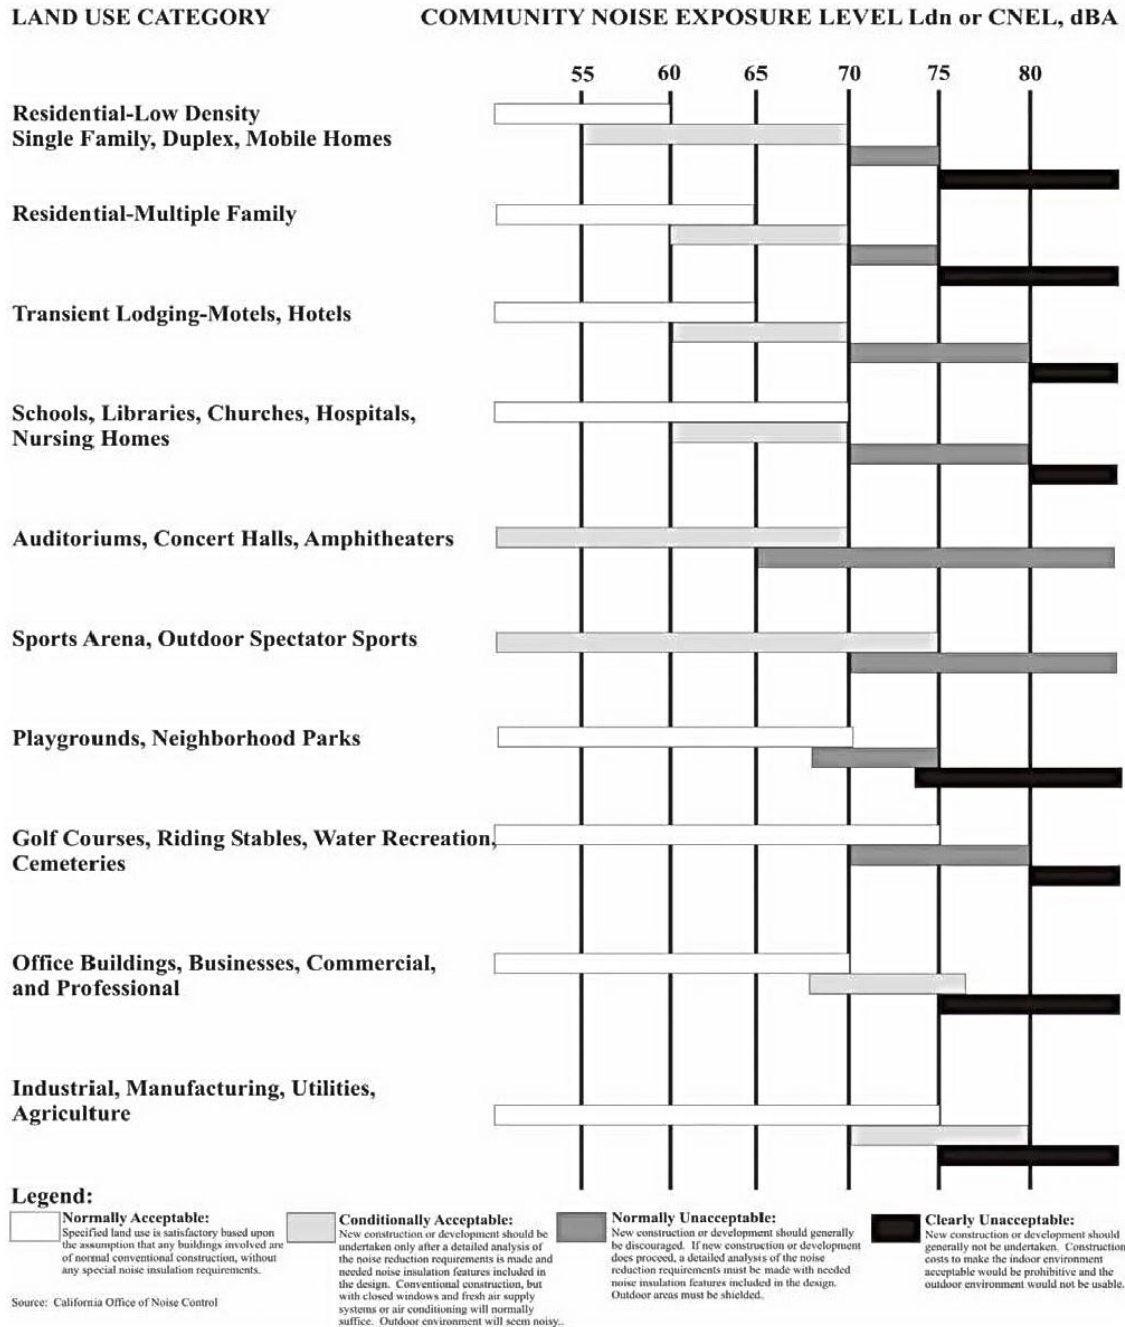 LAND USE CATEGORY
COMMUNITY NOISE EXPOSURE LEVEL Ldn or CNEL, dBA
55 60 65 70 75 80
Residential-Low Density
Single Family, Duplex, Mobile Homes
Residential-Multiple Family
Transient Lodging-Motels, Hotels
Schools, Libraries, Churches, Hospitals,
Nursing Homes
Auditoriums, Concert Halls, Amphitheaters
Sports Arena, Outdoor Spectator Sports
Playgrounds, Neighborhood Parks
Golf Courses, Riding Stables, Water Recreation,
Cemeteries
Office Buildings, Businesses, Commercial,
and Professional
Industrial, Manufacturing, Utilities,
Agriculture
Legend:
Normally Acceptable:
Specified land use is satisfactory based upon
the assumption that any buildings involved are
of normal conventional construction, without
any special noise insulation requirements.
Conditionally Acceptable:
New construction or development should be
undertaken only after a detailed analysis of
the noise reduction requirements is made and
needed noise insulation features included in
the design. Conventional construction, but
with closed windows and fresh air supply
systems or air conditioning will normally
suffice. Outdoor environment will seem noisy..
Normally Unacceptable:
New construction or development should generally
be discouraged. If new construction or development
does proceed, a detailed analysis of the noise
reduction requirements must be made with needed
noise insulation features included in the design.
Outdoor areas must be shielded.
Clearly Unacceptable:
New construction or development should
generally not be undertaken. Construction
costs to make the indoor environment
acceptable would be prohibitive and the
outdoor environment would not be usable.
Source: California Office of Noise Control